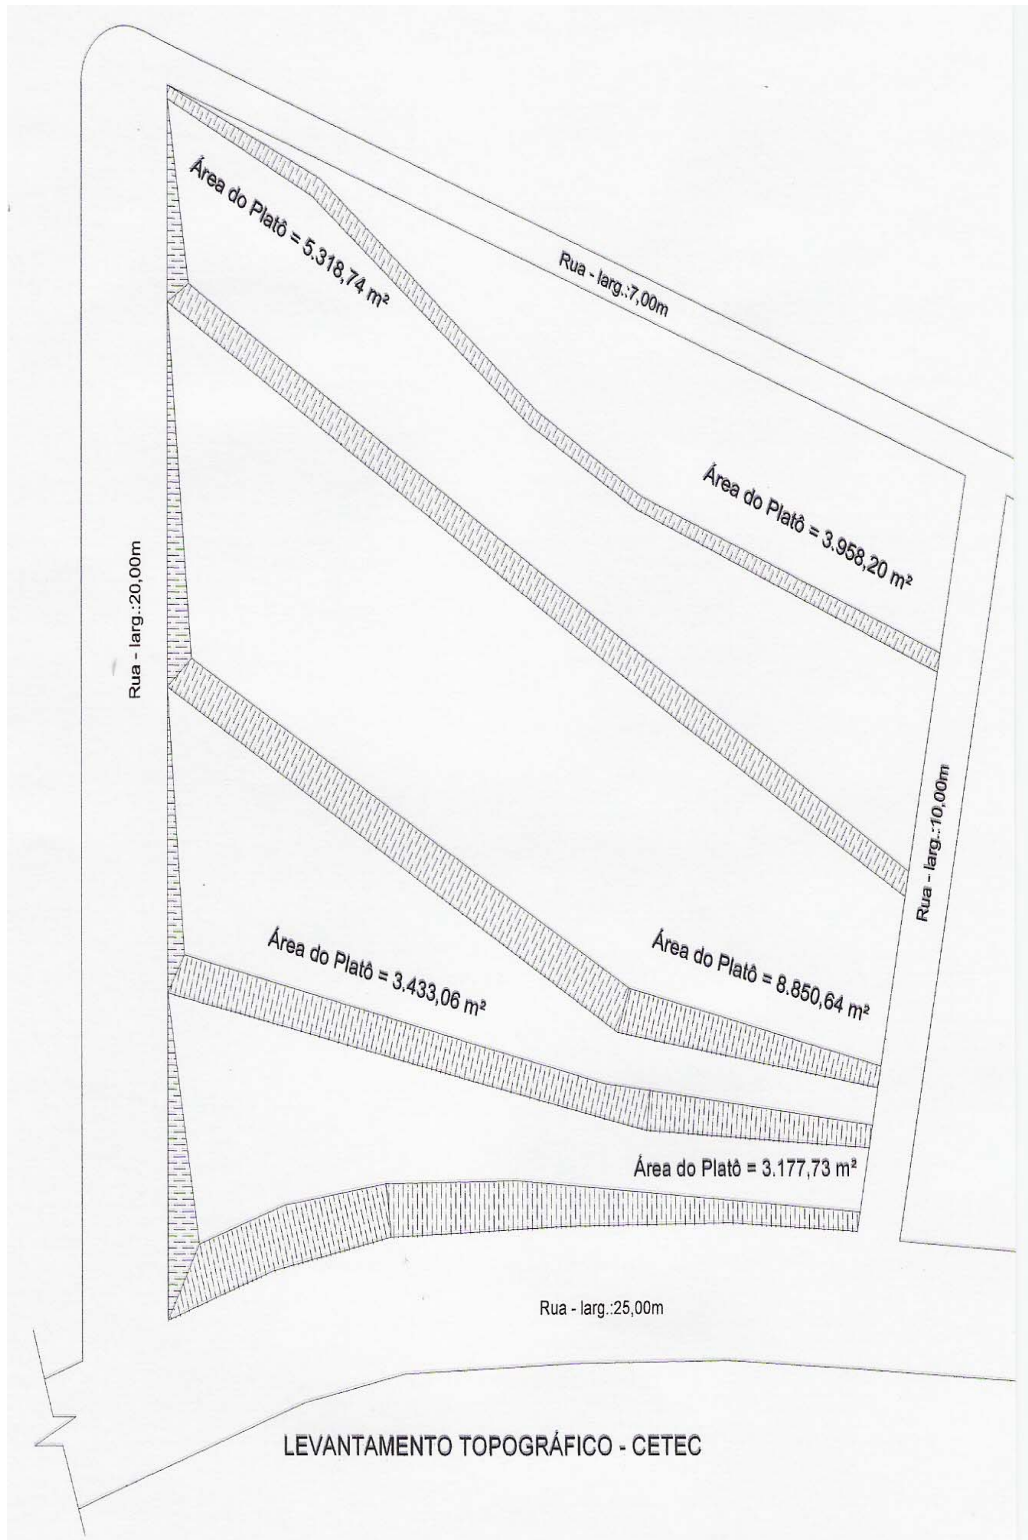 Área do Platô = 5.318,74 m²
Rua - larg.:7,00m
Área do Platô = 3.958,20 m²
Rua - larg.:20,00m
Rua - larg.:10,00m
Área do Platô = 3.433,06 m²
Área do Platô = 8.850,64 m²
Área do Platô = 3.177,73 m²
Rua - larg.:25,00m
LEVANTAMENTO TOPOGRÁFICO - CETEC